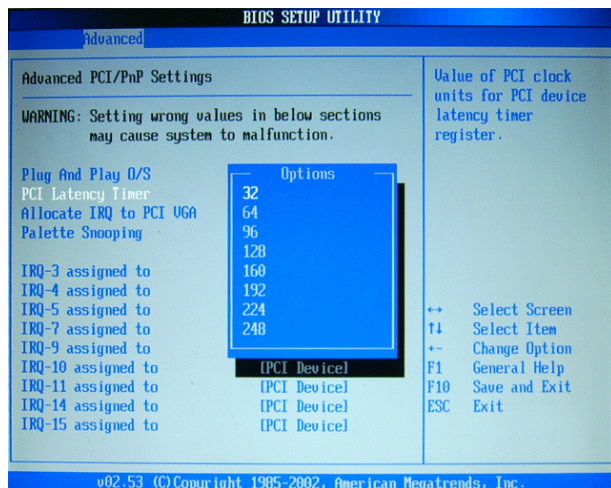 BIOS SETUP UTILITY
Advanced
Advanced PCI/PnP Settings
WARNING: Setting wrong values in below sections
may cause system to malfunction.
Plug And Play O/S
PCI Latency Timer
Allocate IRQ to PCI VGA
Palette Snooping
IRQ-3 assigned to
IRQ-4 assigned to
IRQ-5 assigned to
IRQ-7 assigned to
IRQ-9 assigned to
IRQ-10 assigned to [PCI Device]
IRQ-11 assigned to [PCI Device]
IRQ-14 assigned to [PCI Device]
IRQ-15 assigned to [PCI Device]
Options
32
64
96
128
160
192
224
248
Value of PCI clock
units for PCI device
latency timer
register.
↔ Select Screen
↑↓ Select Item
+- Change Option
F1 General Help
F10 Save and Exit
ESC Exit
v02.53 (C)Copyright 1985-2002, American Megatrends, Inc.